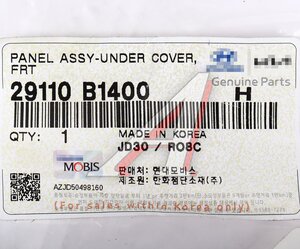 PANEL ASSY-UNDER COVER,
FRT
Genuine Parts
29110 B1400 H
QTY: 1 MADE IN KOREA
JD30 / RO8C
MOBIS
판매처 : 현대모비스
제조원 : 한화첨단소재(주)
AZJD50498160
(For sales within Korea only)